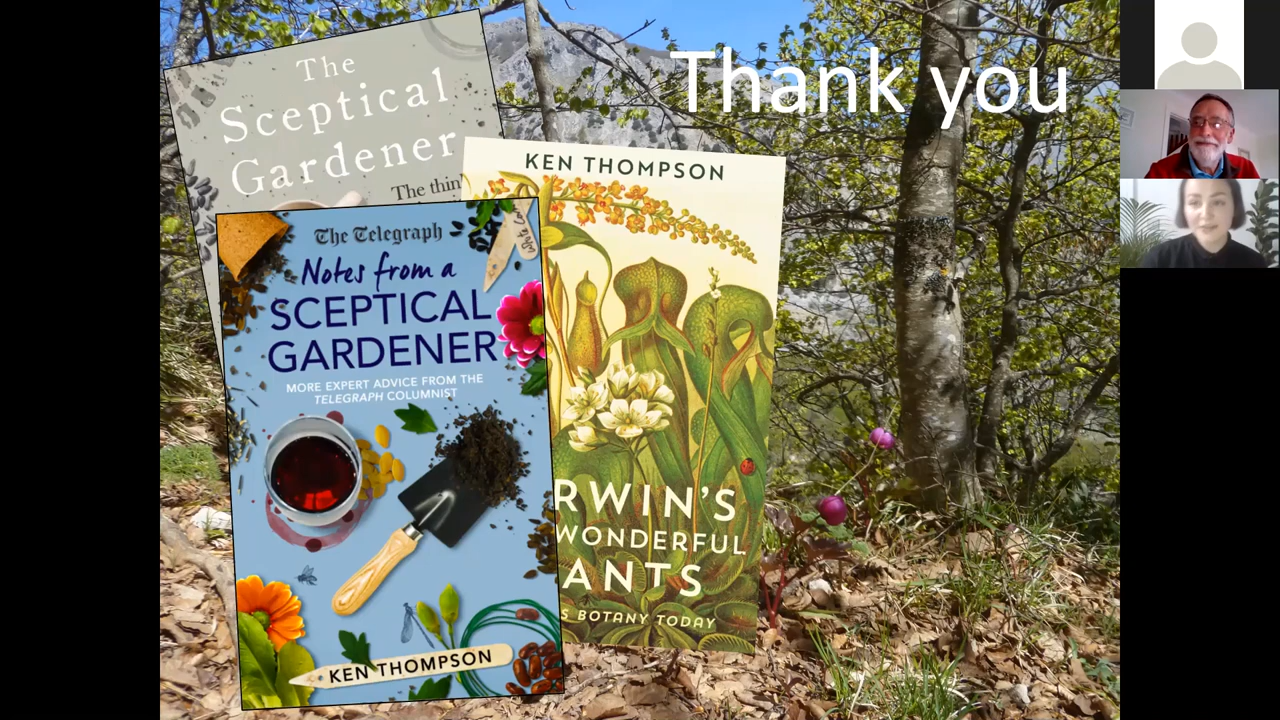 Thank you
The
Sceptical
Gardener
The thin
KEN THOMPSON
RWIN'S
WONDERFUL
ANTS
S BOTANY TODAY
The Telegraph
Notes from a
SCEPTICAL
GARDENER
MORE EXPERT ADVICE FROM THE
TELEGRAPH COLUMNIST
KEN THOMPSON